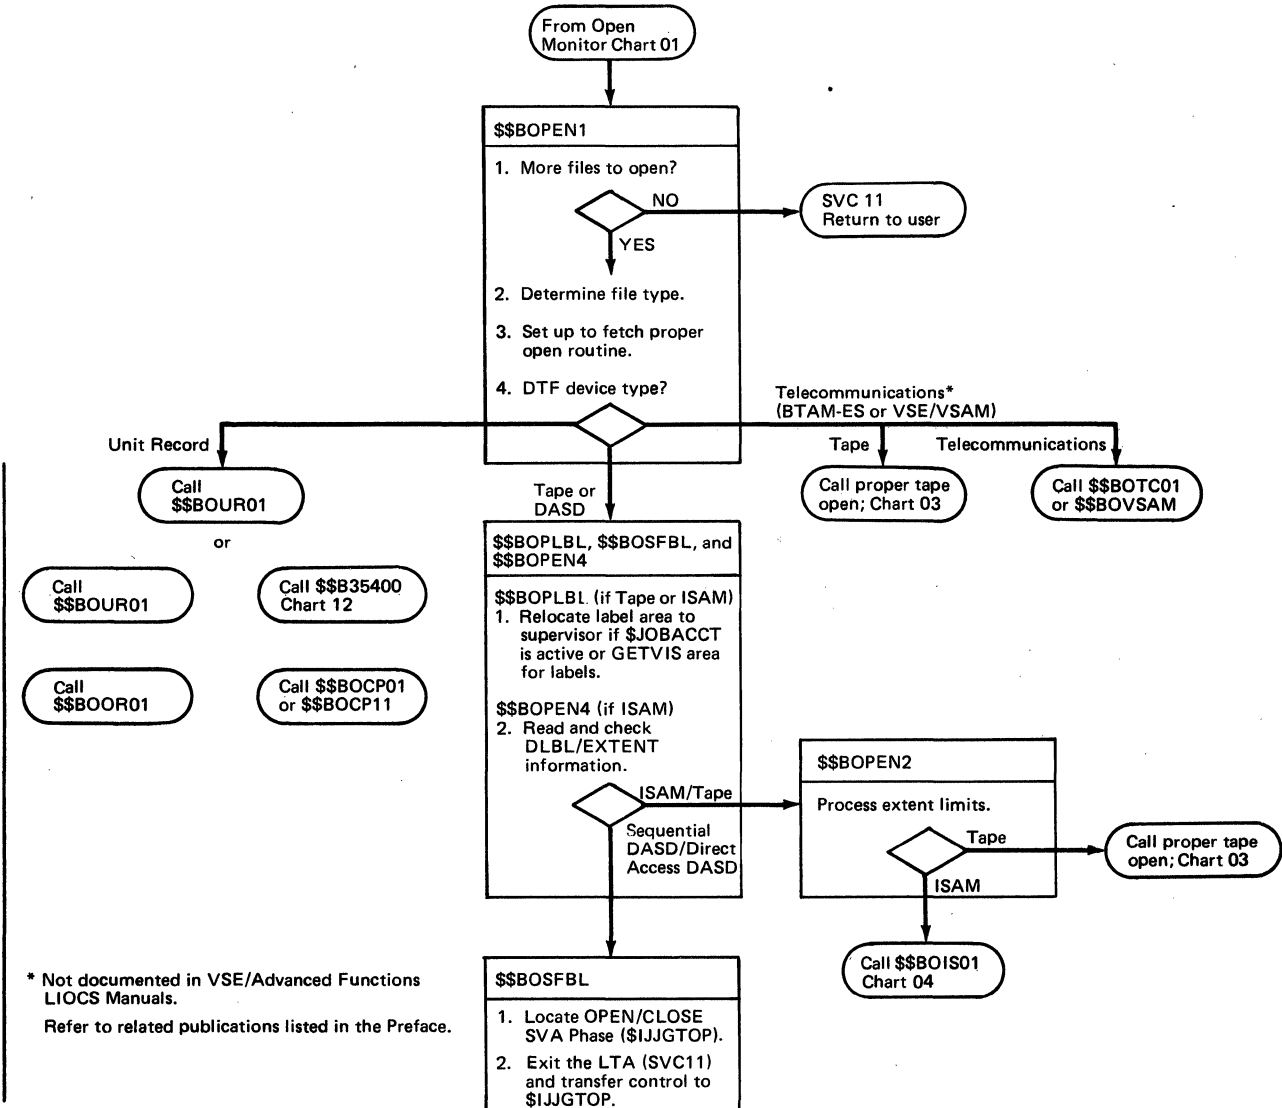 From Open
Monitor Chart 01
$$BOPEN1
1. More files to open?
NO
SVC 11
Return to user
YES
2. Determine file type.
3. Set up to fetch proper
open routine.
4. DTF device type?
Telecommunications*
(BTAM-ES or VSE/VSAM)
Unit Record
Tape
Telecommunications
Call
$$BOUR01
Call proper tape
open; Chart 03
Call $$BOTC01
or $$BOVSAM
Tape or
DASD
or
Call
$$BOUR01
Call $$B35400
Chart 12
Call
$$BOOR01
Call $$BOCP01
or $$BOCP11
$$BOPLBL, $$BOSFBL, and
$$BOPEN4
$$BOPLBL (if Tape or ISAM)
1. Relocate label area to
supervisor if $JOBACCT
is active or GETVIS area
for labels.
$$BOPEN4 (if ISAM)
2. Read and check
DLBL/EXTENT
information.
ISAM/Tape
Sequential
DASD/Direct
Access DASD
$$BOPEN2
Process extent limits.
Tape
Call proper tape
open; Chart 03
ISAM
Call $$BOIS01
Chart 04
* Not documented in VSE/Advanced Functions
LIOCS Manuals.
Refer to related publications listed in the Preface.
$$BOSFBL
1. Locate OPEN/CLOSE
SVA Phase ($IJJGTOP).
2. Exit the LTA (SVC11)
and transfer control to
$IJJGTOP.